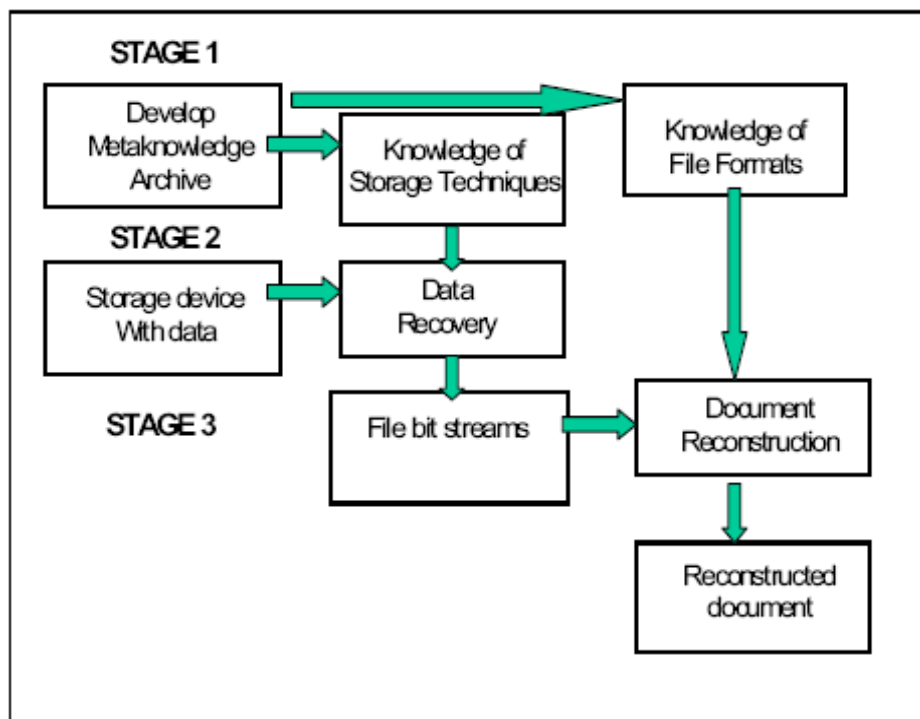 STAGE 1
Develop
Metaknowledge
Archive
Knowledge of
Storage Techniques
Knowledge of
File Formats
STAGE 2
Storage device
With data
Data
Recovery
STAGE 3
File bit streams
Document
Reconstruction
Reconstructed
document